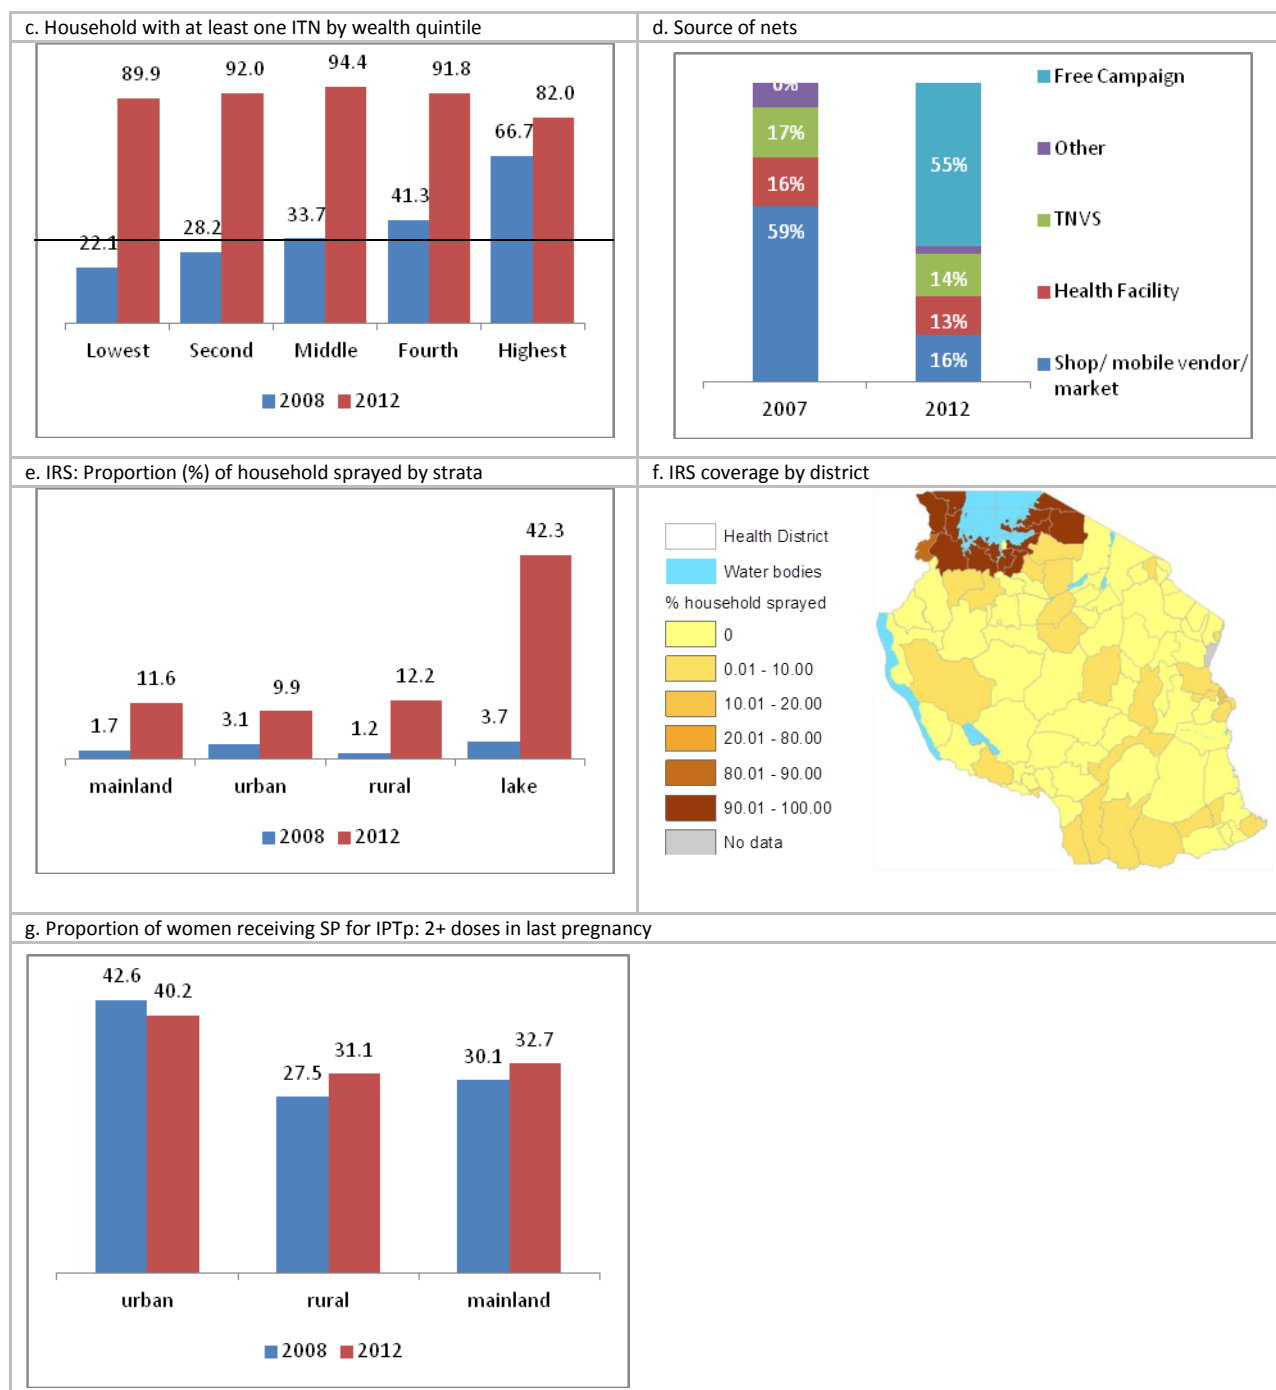 c. Household with at least one ITN by wealth quintile
89.9 92.0 94.4 91.8 82.0
22.1 28.2 33.7 41.3 66.7
Lowest Second Middle Fourth Highest
2008 2012
d. Source of nets
17%
16%
59%
55%
14%
13%
16%
2007 2012
Free Campaign
Other
TNVS
Health Facility
Shop/ mobile vendor/
market
e. IRS: Proportion (%) of household sprayed by strata
1.7 11.6 3.1 9.9 1.2 12.2 3.7 42.3
mainland urban rural lake
2008 2012
f. IRS coverage by district
Health District
Water bodies
% household sprayed
0
0.01 - 10.00
10.01 - 20.00
20.01 - 80.00
80.01 - 90.00
90.01 - 100.00
No data
g. Proportion of women receiving SP for IPTp: 2+ doses in last pregnancy
42.6 40.2 27.5 31.1 30.1 32.7
urban rural mainland
2008 2012